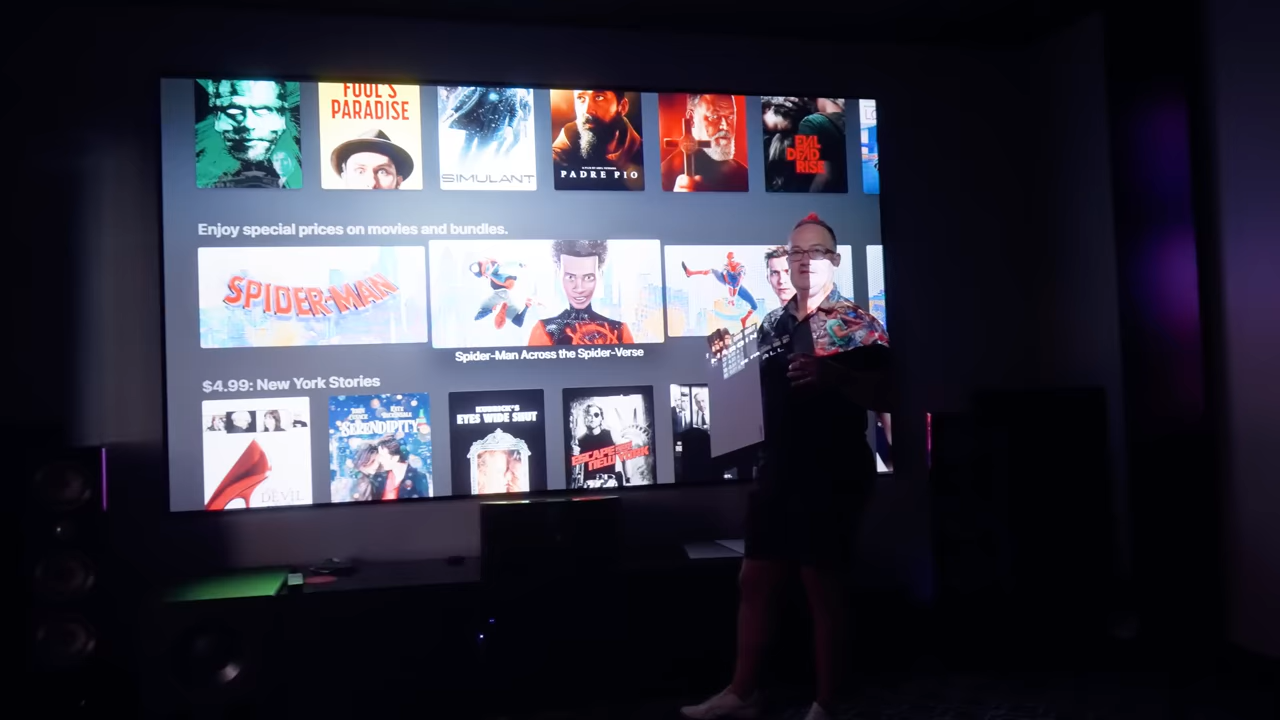 FOOL'S
PARADISE
SIMULANT
PADRE PIO
EVIL
DEAD
RISE
Enjoy special prices on movies and bundles.
SPIDER-MAN
Spider-Man Across the Spider-Verse
$4.99: New York Stories
DEVIL
SERENDIPITY
EYES WIDE SHUT
ESCAPE FROM
NEW YORK